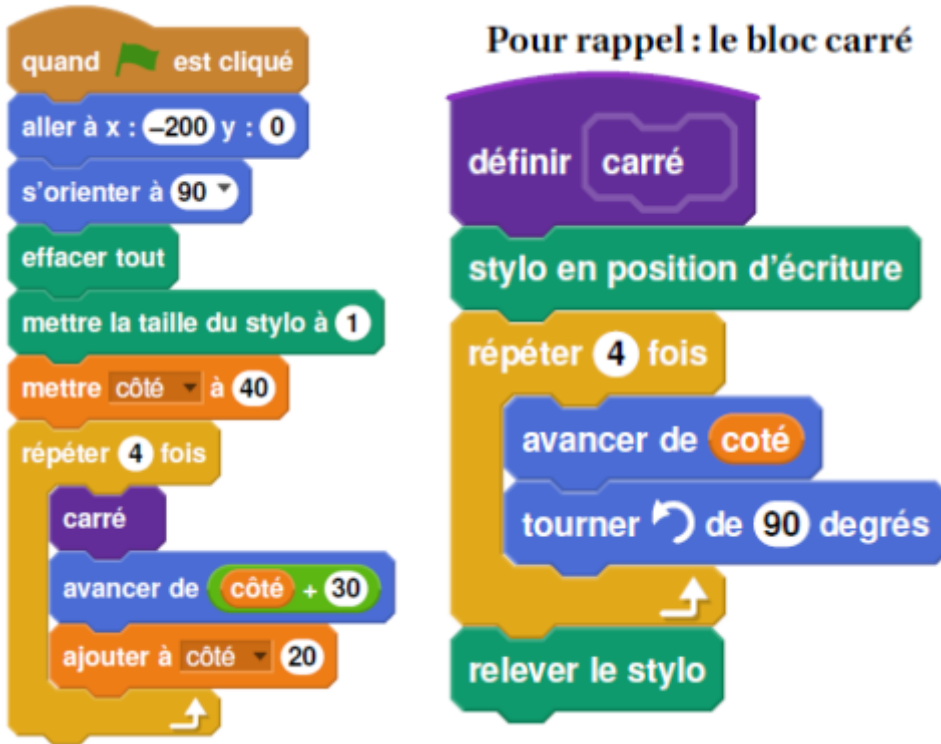 quand est cliqué
aller à x : -200 y : 0
s'orienter à 90
effacer tout
mettre la taille du stylo à 1
mettre côté à 40
répéter 4 fois
carré
avancer de côté + 30
ajouter à côté 20
Pour rappel : le bloc carré
définir carré
stylo en position d'écriture
répéter 4 fois
avancer de coté
tourner de 90 degrés
relever le stylo